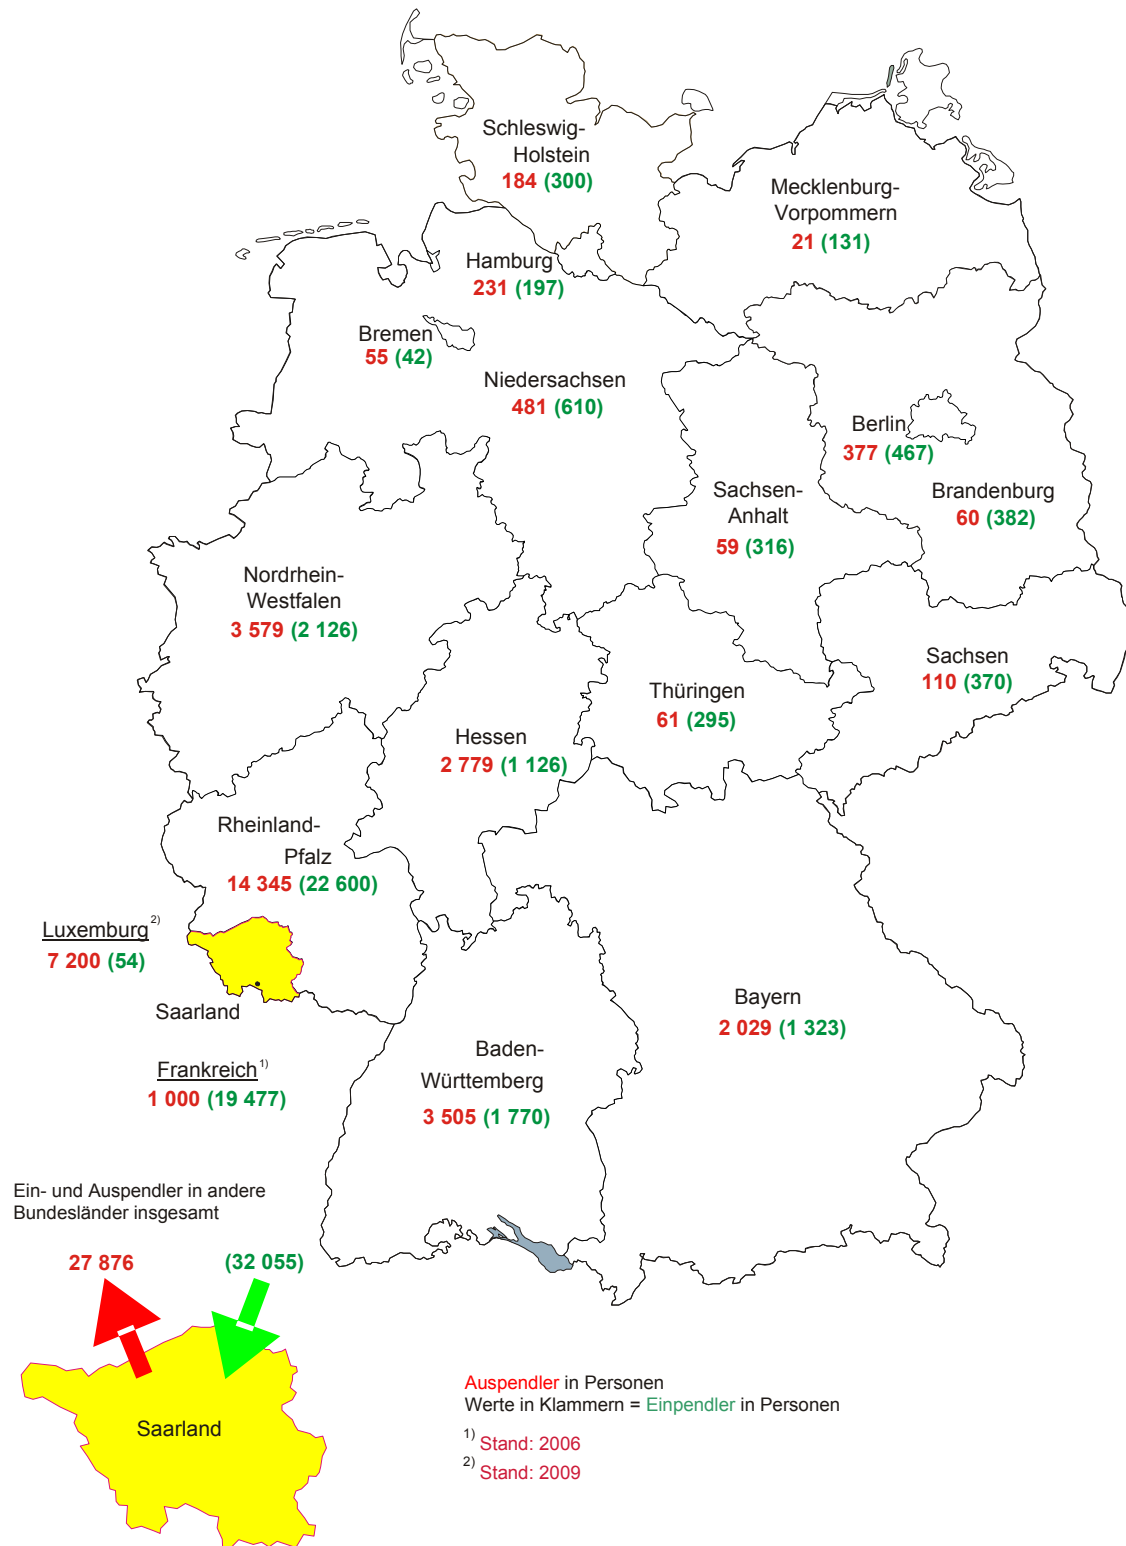 Schleswig-
Holstein
184 (300)
Mecklenburg-
Vorpommern
21 (131)
Hamburg
231 (197)
Bremen
55 (42)
Niedersachsen
481 (610)
Berlin
377 (467)
Brandenburg
60 (382)
Sachsen-
Anhalt
59 (316)
Nordrhein-
Westfalen
3 579 (2 126)
Sachsen
110 (370)
Thüringen
61 (295)
Hessen
2 779 (1 126)
Rheinland-
Pfalz
14 345 (22 600)
Luxemburg 2)
7 200 (54)
Saarland
Frankreich 1)
1 000 (19 477)
Bayern
2 029 (1 323)
Baden-
Württemberg
3 505 (1 770)
Ein- und Auspendler in andere
Bundesländer insgesamt
27 876 (32 055)
Saarland
Auspendler in Personen
Werte in Klammern = Einpendler in Personen
1) Stand: 2006
2) Stand: 2009